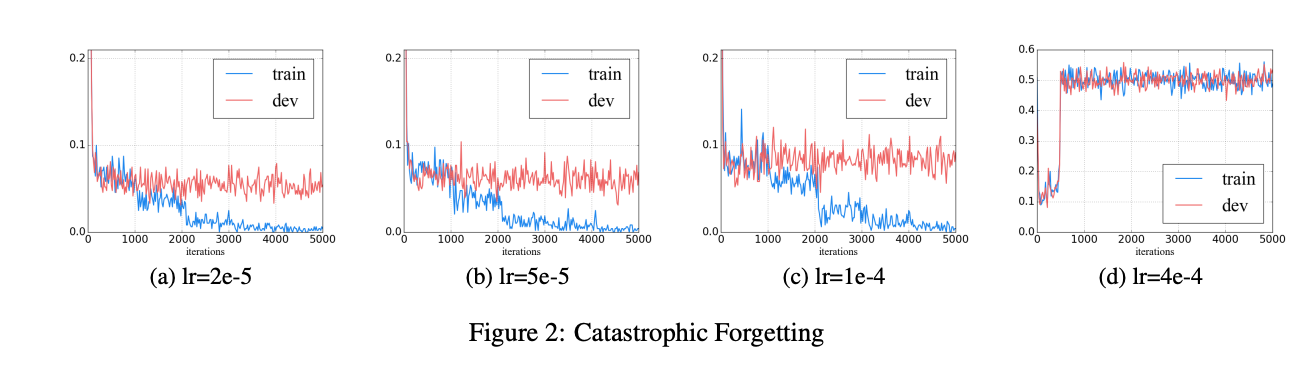 0.2
0.1
0.0
0 1000 2000 3000 4000 5000
iterations
train
dev
(a) lr=2e-5
0.2
0.1
0.0
0 1000 2000 3000 4000 5000
iterations
train
dev
(b) lr=5e-5
0.2
0.1
0.0
0 1000 2000 3000 4000 5000
iterations
train
dev
(c) lr=1e-4
0.6
0.5
0.4
0.3
0.2
0.1
0.0
0 1000 2000 3000 4000 5000
iterations
train
dev
(d) lr=4e-4
Figure 2: Catastrophic Forgetting